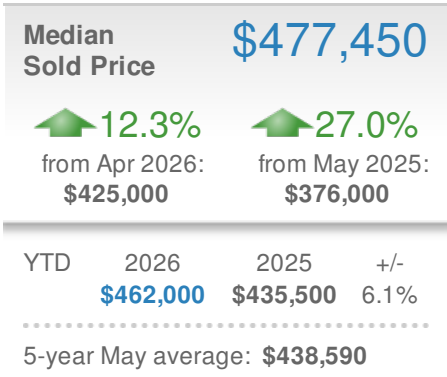 Median $477,450
Sold Price
12.3% 27.0%
from Apr 2026: from May 2025:
$425,000 $376,000
YTD 2026 2025 +/-
$462,000 $435,500 6.1%
5-year May average: $438,590